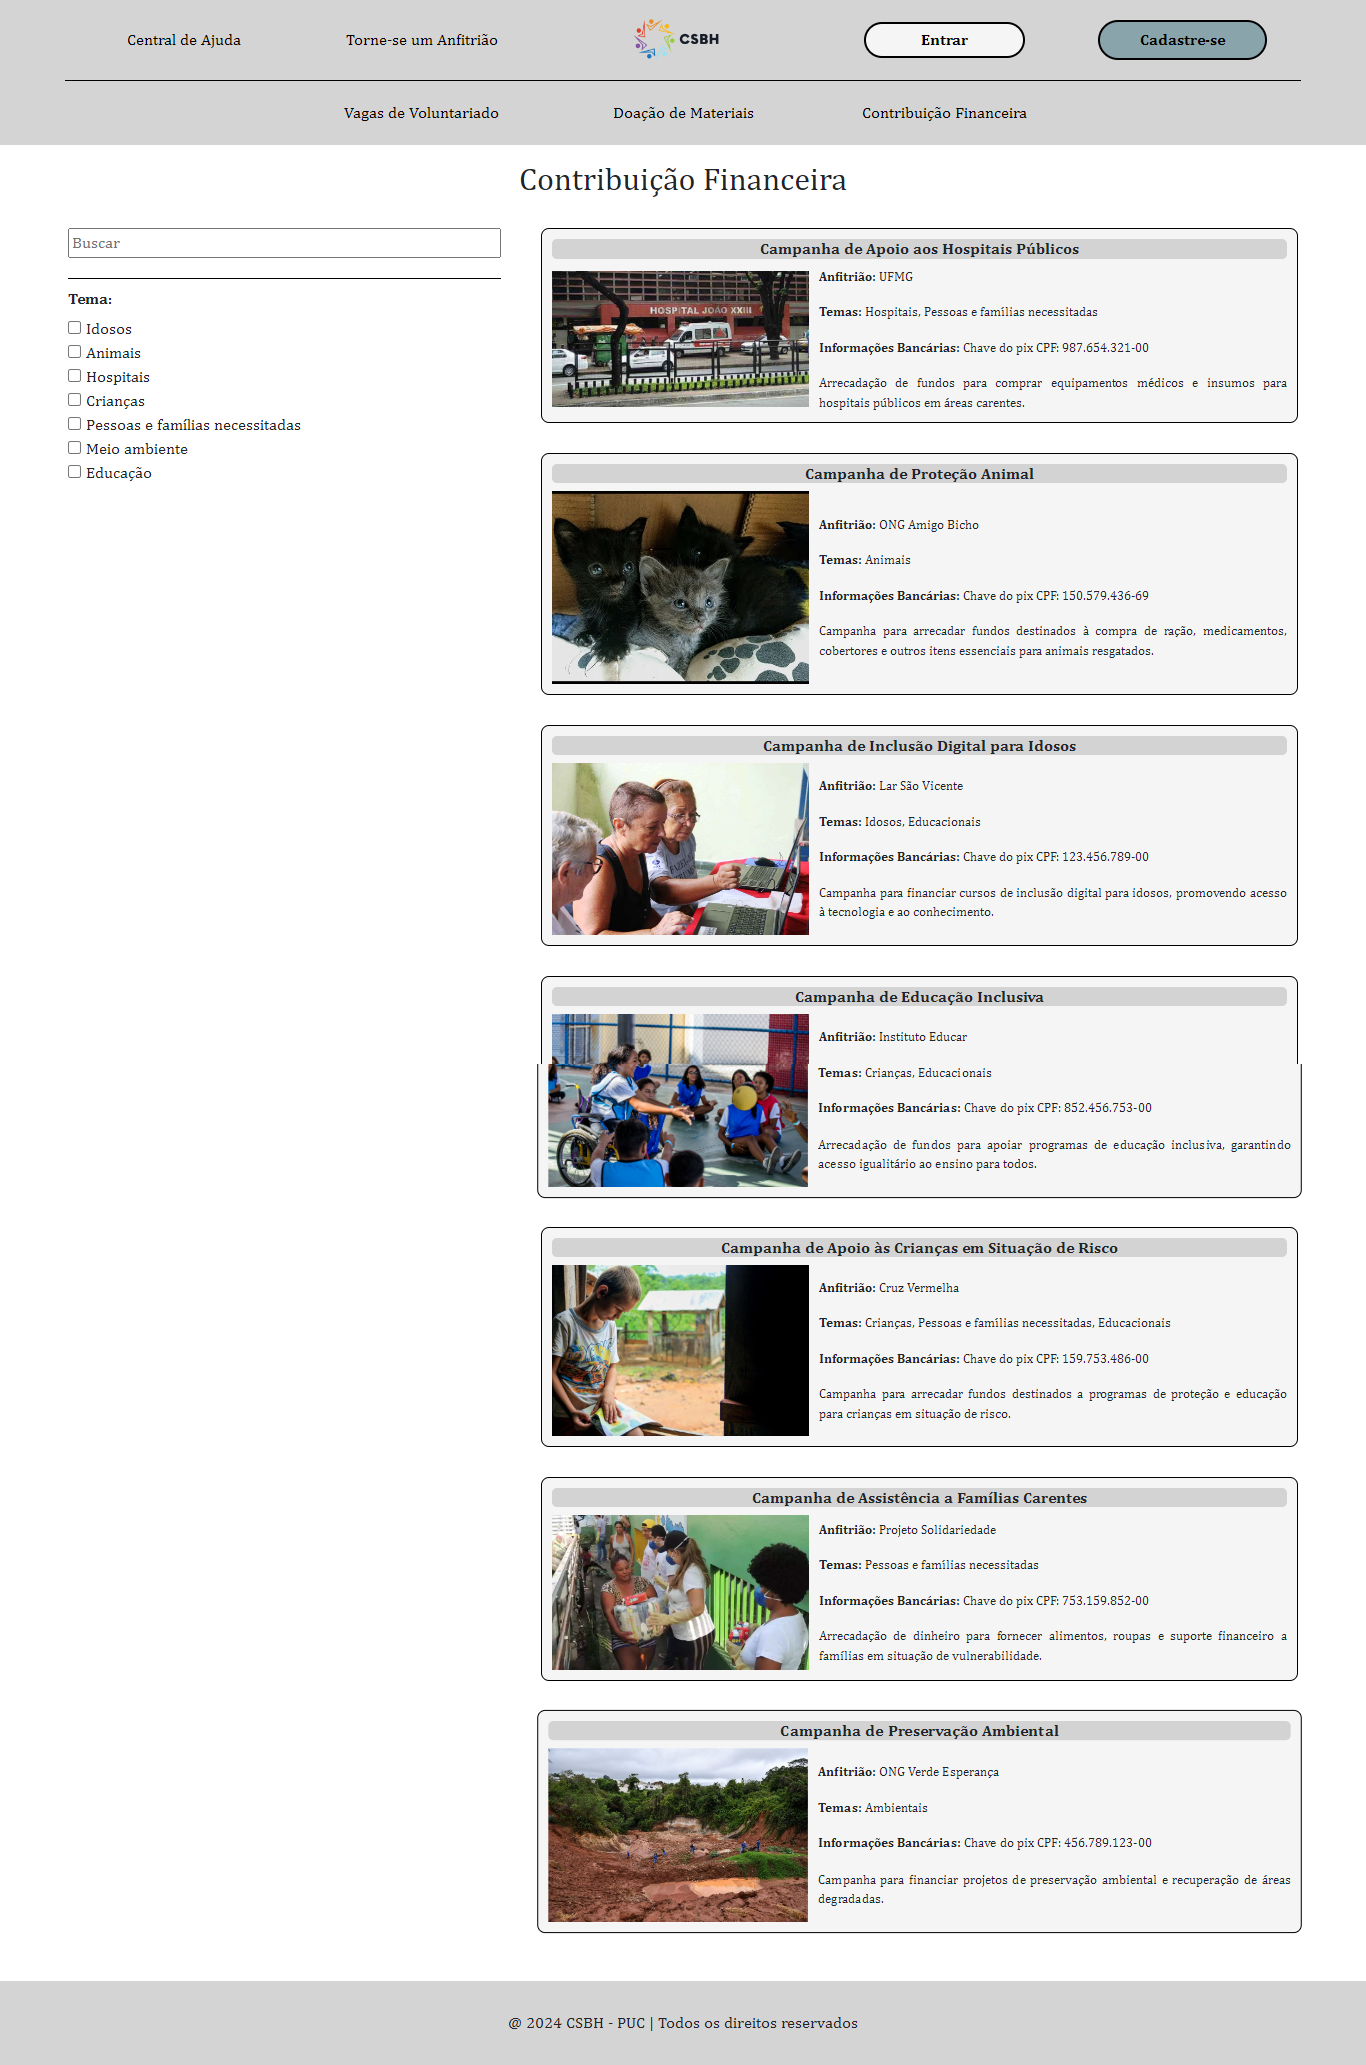 Central de Ajuda
Torne-se um Anfitrião
CSBH
Entrar
Cadastre-se
Vagas de Voluntariado
Doação de Materiais
Contribuição Financeira
Contribuição Financeira
Buscar
Tema:
Idosos
Animais
Hospitais
Crianças
Pessoas e famílias necessitadas
Meio ambiente
Educação
Campanha de Apoio aos Hospitais Públicos
HOSPITAL JOÃO XXIII
Anfitrião: UFMG
Temas: Hospitais, Pessoas e famílias necessitadas
Informações Bancárias: Chave do pix CPF: 987.654.321-00
Arrecadação de fundos para comprar equipamentos médicos e insumos para
hospitais públicos em áreas carentes.
Campanha de Proteção Animal
Anfitrião: ONG Amigo Bicho
Temas: Animais
Informações Bancárias: Chave do pix CPF: 150.579.436-69
Campanha para arrecadar fundos destinados à compra de ração, medicamentos,
cobertores e outros itens essenciais para animais resgatados.
Campanha de Inclusão Digital para Idosos
Anfitrião: Lar São Vicente
Temas: Idosos, Educacionais
Informações Bancárias: Chave do pix CPF: 123.456.789-00
Campanha para financiar cursos de inclusão digital para idosos, promovendo acesso
à tecnologia e ao conhecimento.
Campanha de Educação Inclusiva
Anfitrião: Instituto Educar
Temas: Crianças, Educacionais
Informações Bancárias: Chave do pix CPF: 852.456.753-00
Arrecadação de fundos para apoiar programas de educação inclusiva, garantindo
acesso igualitário ao ensino para todos.
Campanha de Apoio às Crianças em Situação de Risco
Anfitrião: Cruz Vermelha
Temas: Crianças, Pessoas e famílias necessitadas, Educacionais
Informações Bancárias: Chave do pix CPF: 159.753.486-00
Campanha para arrecadar fundos destinados a programas de proteção e educação
para crianças em situação de risco.
Campanha de Assistência a Famílias Carentes
Anfitrião: Projeto Solidariedade
Temas: Pessoas e famílias necessitadas
Informações Bancárias: Chave do pix CPF: 753.159.852-00
Arrecadação de dinheiro para fornecer alimentos, roupas e suporte financeiro a
famílias em situação de vulnerabilidade.
Campanha de Preservação Ambiental
Anfitrião: ONG Verde Esperança
Temas: Ambientais
Informações Bancárias: Chave do pix CPF: 456.789.123-00
Campanha para financiar projetos de preservação ambiental e recuperação de áreas
degradadas.
@ 2024 CSBH - PUC | Todos os direitos reservados